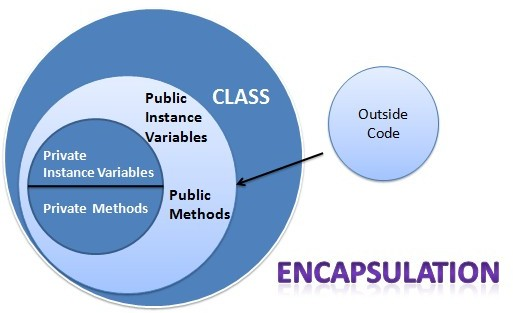 CLASS
Public
Instance
Variables
Private
Instance Variables
Private Methods
Public
Methods
Outside
Code
ENCAPSULATION